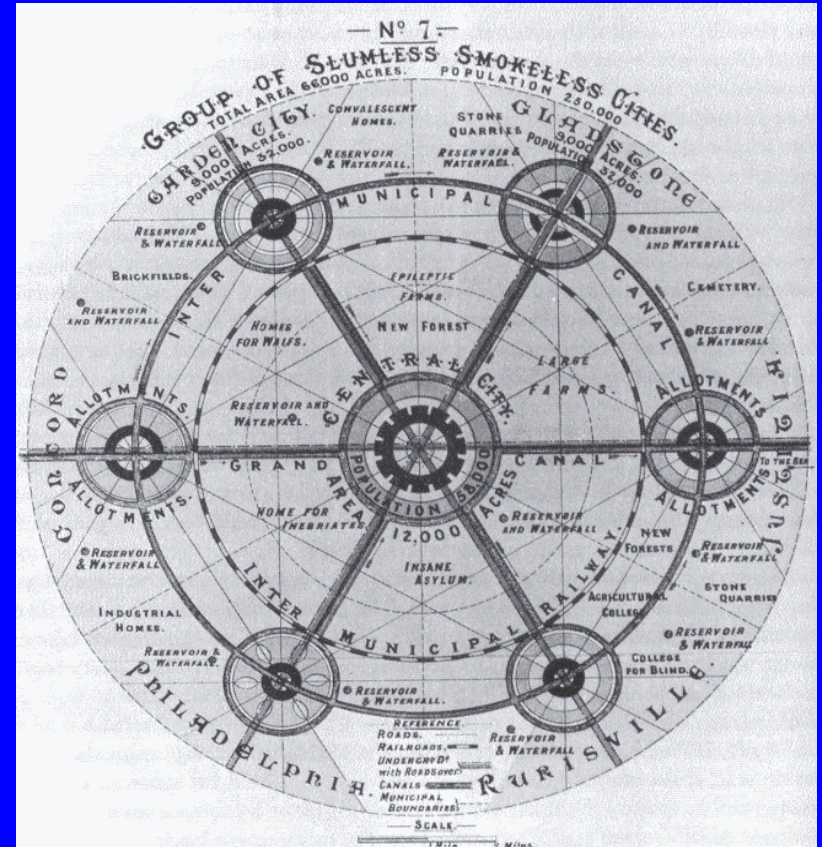 — Nº 7. —
GROUP OF SLUMLESS SMOKELESS CITIES.
TOTAL AREA 66000 ACRES. POPULATION 250.000
GARDEN CITY.
9,000 ACRES.
POPULATION 32.000.
CONVALESCENT
HOMES.
STONE
QUARRIES
GLADSTONE
9,000 ACRES.
POPULATION
32,000
RESERVOIR
& WATERFALL.
RESERVOIR &
WATERFALL.
RESERVOIR
& WATERFALL
RESERVOIR
AND WATERFALL
INTER MUNICIPAL CANAL
BRICKFIELDS.
EPILEPTIC
FARMS.
CEMETERY.
RESERVOIR
AND WATERFALL
HOMES
FOR WAIFS.
NEW FOREST
RESERVOIR
& WATERFALL
LARGE
FARMS.
CONCORD
JUSTITIA
ALLOTMENTS.
CENTRAL CITY.
ALLOTMENTS
RESERVOIR AND
WATERFALL.
GRAND CANAL
TO THE SEA
AREA 12,000 ACRES
POPULATION 58,000
ALLOTMENTS.
ALLOTMENTS
HOME FOR
INEBRIATES.
RESERVOIR
AND WATERFALL
NEW
FORESTS
RESERVOIR
& WATERFALL
RESERVOIR
& WATERFALL
INSANE
ASYLUM.
INTER MUNICIPAL RAILWAY.
STONE
QUARRIES
AGRICULTURAL
COLLEGE
INDUSTRIAL
HOMES.
RESERVOIR
& WATERFALL
RESERVOIR &
WATERFALL.
COLLEGE
FOR BLIND.
RESERVOIR
& WATERFALL.
PHILADELPHIA.
RURISVILLE.
RESERVOIR
& WATERFALL
REFERENCE.
ROADS.
RAILROADS.
UNDERGRD Dº
with ROADS over
CANALS
MUNICIPAL
BOUNDARIES
— SCALE. —
1 Mile 2 Miles.